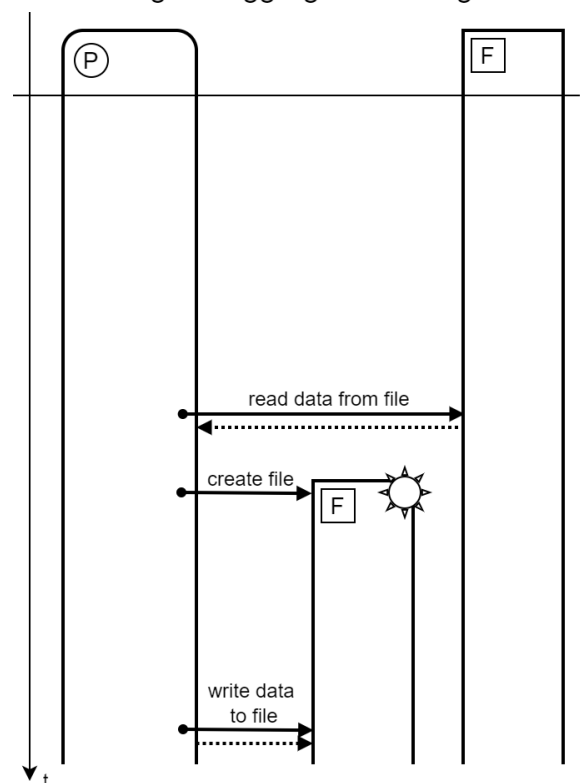 P
F
read data from file
create file
F
write data
to file
t